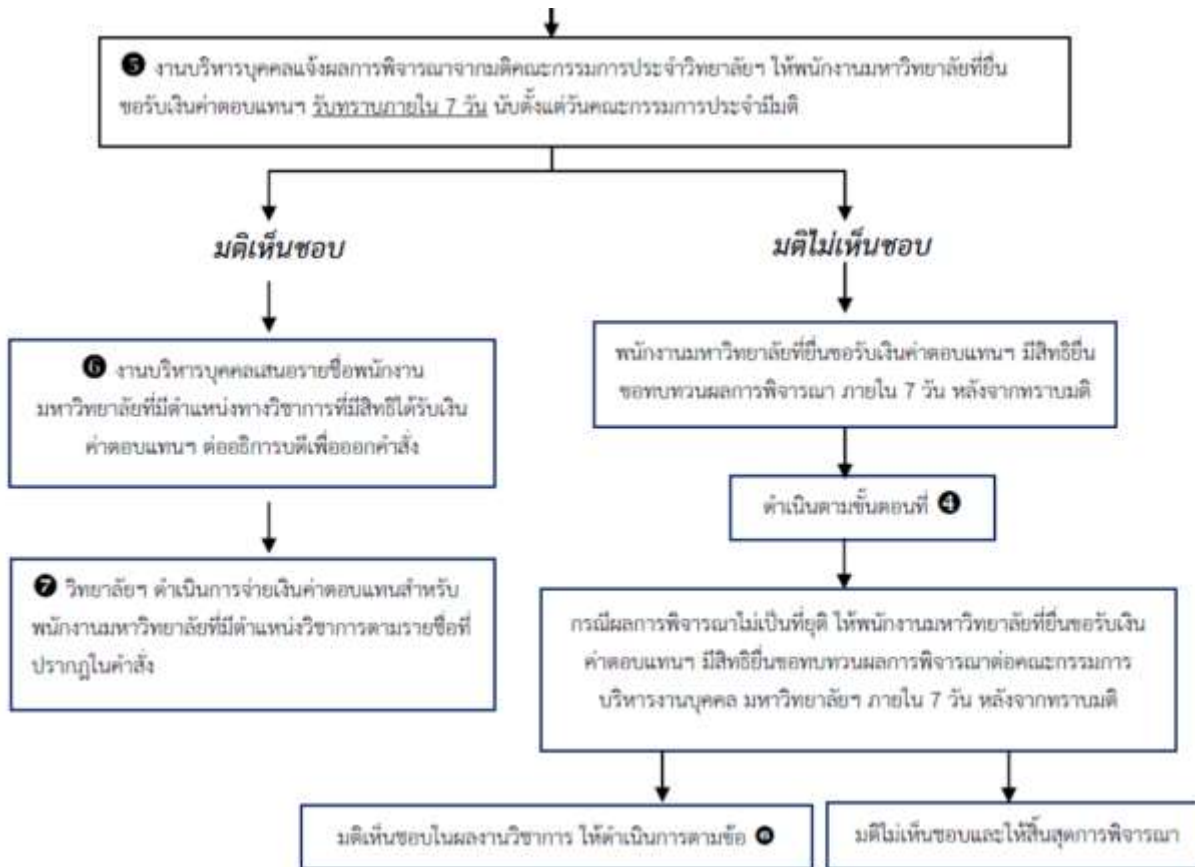 ❺ งานบริหารบุคคลแจ้งผลการพิจารณาจากมติคณะกรรมการประจำวิทยาลัยฯ ให้พนักงานมหาวิทยาลัยที่ยื่น
ขอรับเงินค่าตอบแทนฯ รับทราบภายใน 7 วัน นับตั้งแต่วันคณะกรรมการประจำมีมติ
มติเห็นชอบ
❻ งานบริหารบุคคลเสนอรายชื่อพนักงาน
มหาวิทยาลัยที่มีตำแหน่งทางวิชาการที่มีสิทธิได้รับเงิน
ค่าตอบแทนฯ ต่ออธิการบดีเพื่อออกคำสั่ง
❼ วิทยาลัยฯ ดำเนินการจ่ายเงินค่าตอบแทนสำหรับ
พนักงานมหาวิทยาลัยที่มีตำแหน่งวิชาการตามรายชื่อที่
ปรากฏในคำสั่ง
มติไม่เห็นชอบ
พนักงานมหาวิทยาลัยที่ยื่นขอรับเงินค่าตอบแทนฯ มีสิทธิยื่น
ขอทบทวนผลการพิจารณา ภายใน 7 วัน หลังจากทราบมติ
ดำเนินตามขั้นตอนที่ ❹
กรณีผลการพิจารณาไม่เป็นที่ยุติ ให้พนักงานมหาวิทยาลัยที่ยื่นขอรับเงิน
ค่าตอบแทนฯ มีสิทธิยื่นขอทบทวนผลการพิจารณาต่อคณะกรรมการ
บริหารงานบุคคล มหาวิทยาลัยฯ ภายใน 7 วัน หลังจากทราบมติ
มติเห็นชอบในผลงานวิชาการ ให้ดำเนินการตามข้อ
มติไม่เห็นชอบและให้สิ้นสุดการพิจารณา